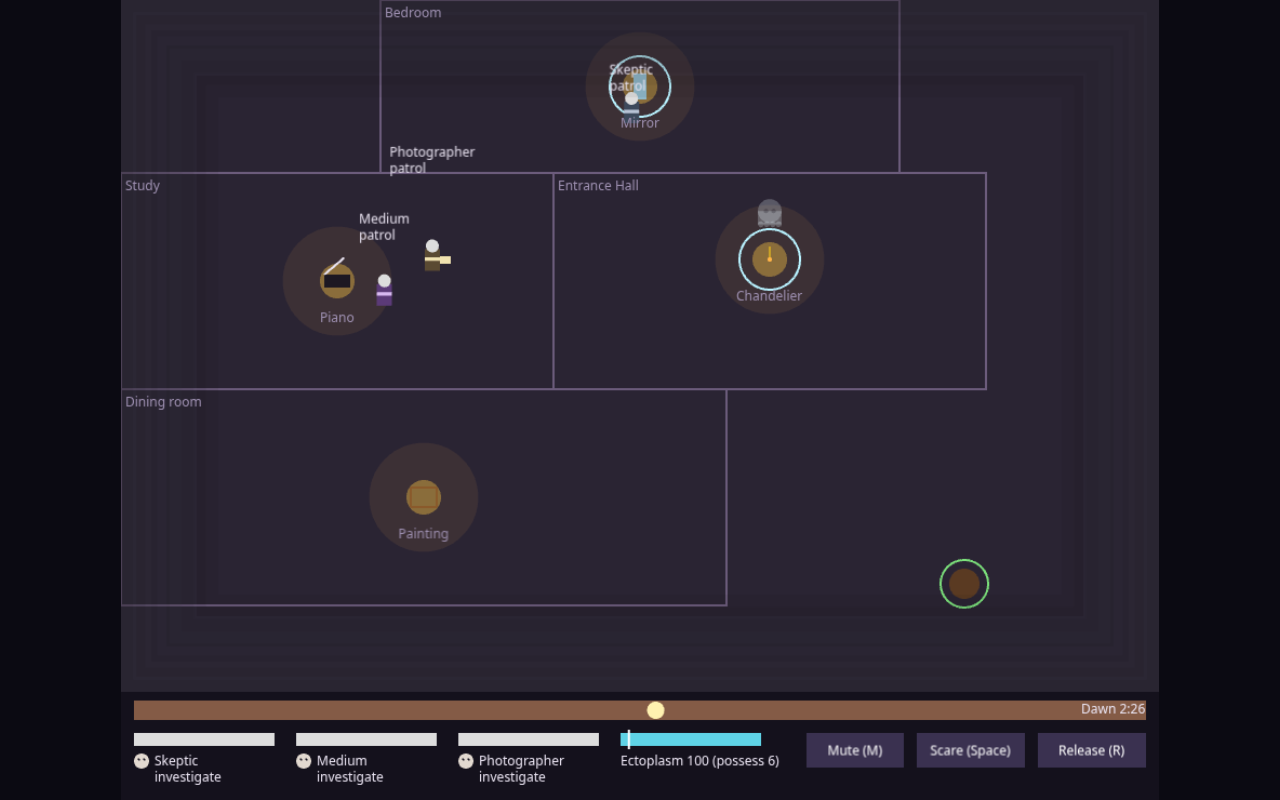 Bedroom
Skeptic
patrol
Mirror
Photographer
patrol
Study
Entrance Hall
Medium
patrol
Chandelier
Piano
Dining room
Painting
Dawn 2:26
Skeptic
investigate
Medium
investigate
Photographer
investigate
Ectoplasm 100 (possess 6)
Mute (M)
Scare (Space)
Release (R)